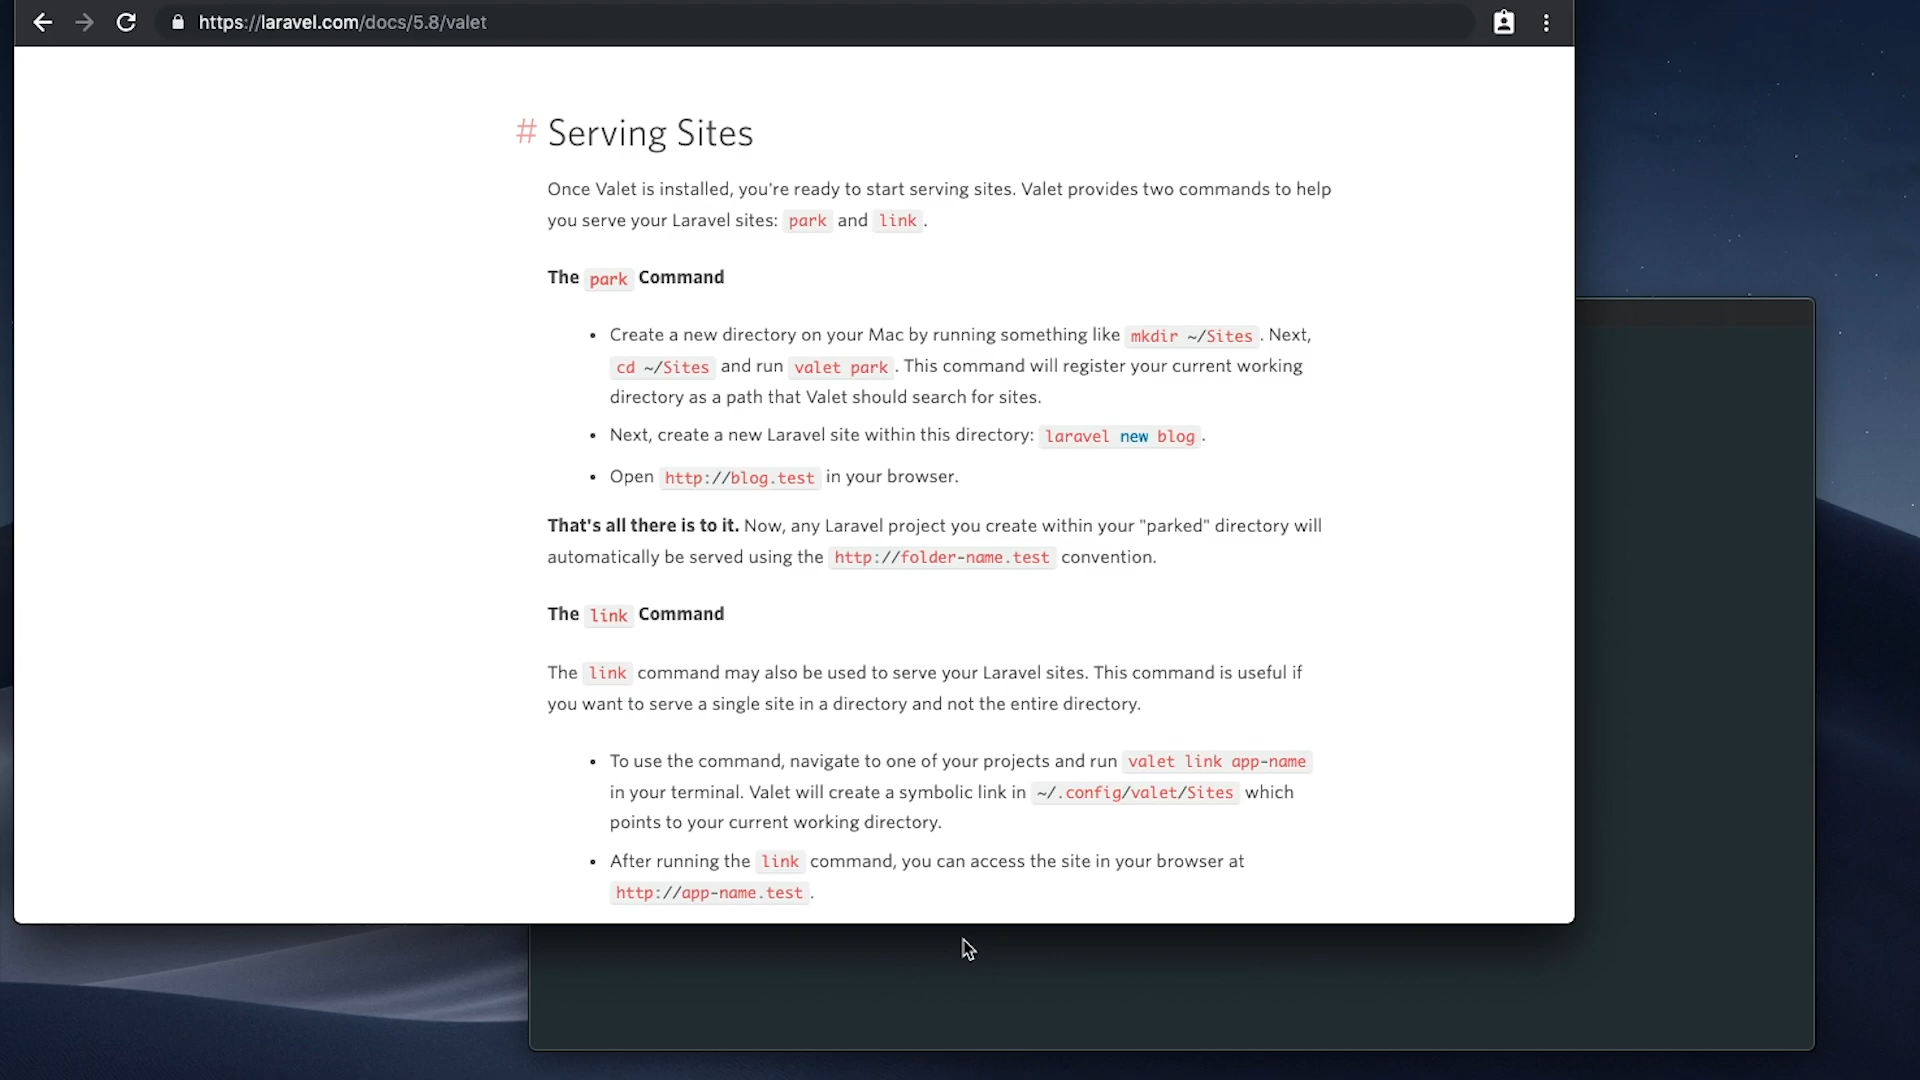 https://laravel.com/docs/5.8/valet
# Serving Sites
Once Valet is installed, you're ready to start serving sites. Valet provides two commands to help
you serve your Laravel sites: park and link .
The park Command
• Create a new directory on your Mac by running something like mkdir ~/Sites . Next,
cd ~/Sites and run valet park . This command will register your current working
directory as a path that Valet should search for sites.
• Next, create a new Laravel site within this directory: laravel new blog .
• Open http://blog.test in your browser.
That's all there is to it. Now, any Laravel project you create within your "parked" directory will
automatically be served using the http://folder-name.test convention.
The link Command
The link command may also be used to serve your Laravel sites. This command is useful if
you want to serve a single site in a directory and not the entire directory.
• To use the command, navigate to one of your projects and run valet link app-name
in your terminal. Valet will create a symbolic link in ~/.config/valet/Sites which
points to your current working directory.
• After running the link command, you can access the site in your browser at
http://app-name.test .